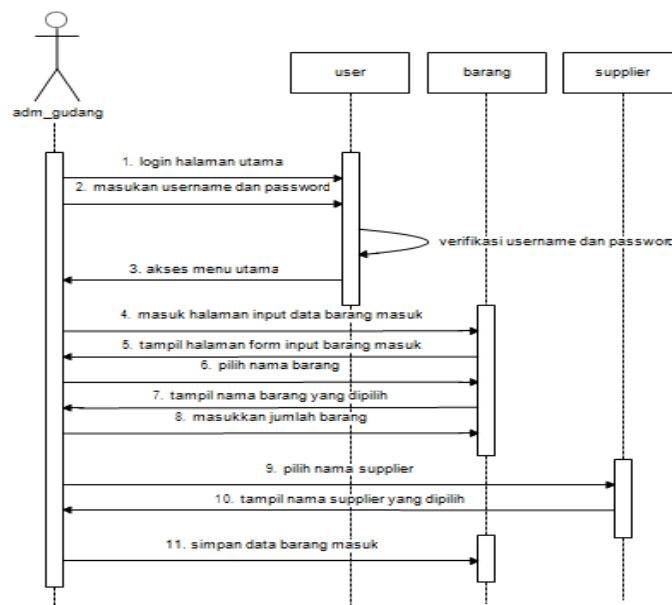 user
barang
supplier
adm_gudang
1. login halaman utama
2. masukan username dan password
verifikasi username dan password
3. akses menu utama
4. masuk halaman input data barang masuk
5. tampil halaman form input barang masuk
6. pilih nama barang
7. tampil nama barang yang dipilih
8. masukkan jumlah barang
9. pilih nama supplier
10. tampil nama supplier yang dipilih
11. simpan data barang masuk